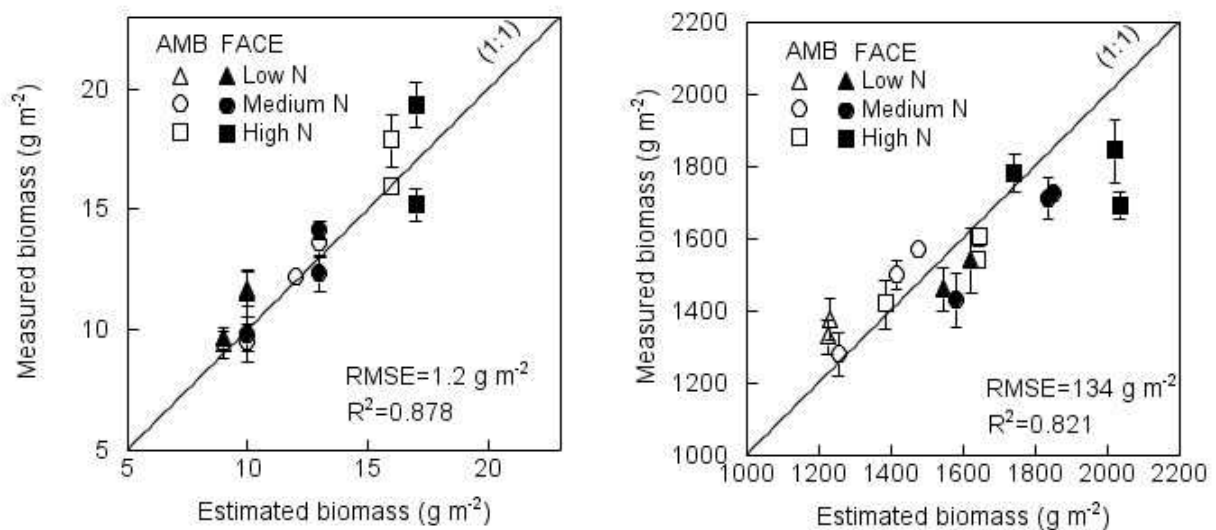 AMB FACE
Low N
Medium N
High N
(1:1)
RMSE=1.2 g m⁻²
R²=0.878
Measured biomass (g m⁻²)
20
15
10
5
5 10 15 20
Estimated biomass (g m⁻²)
AMB FACE
Low N
Medium N
High N
(1:1)
RMSE=134 g m⁻²
R²=0.821
Measured biomass (g m⁻²)
2200
2000
1800
1600
1400
1200
1000
1000 1200 1400 1600 1800 2000 2200
Estimated biomass (g m⁻²)